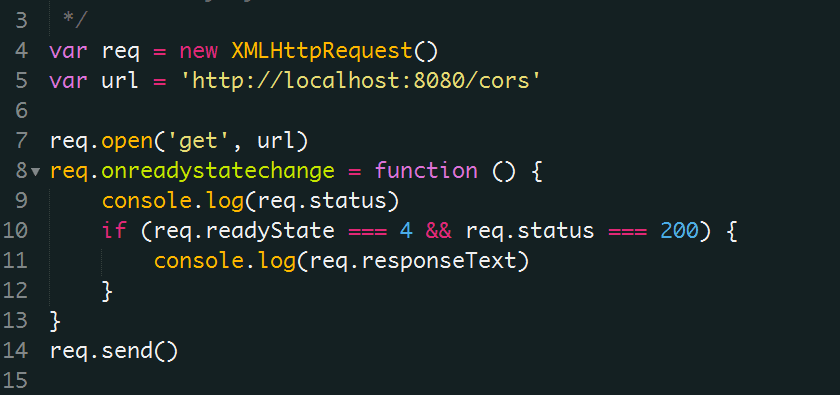 3 */
4 var req = new XMLHttpRequest()
5 var url = 'http://localhost:8080/cors'
6
7 req.open('get', url)
8 req.onreadystatechange = function () {
9 console.log(req.status)
10 if (req.readyState === 4 && req.status === 200) {
11 console.log(req.responseText)
12 }
13 }
14 req.send()
15